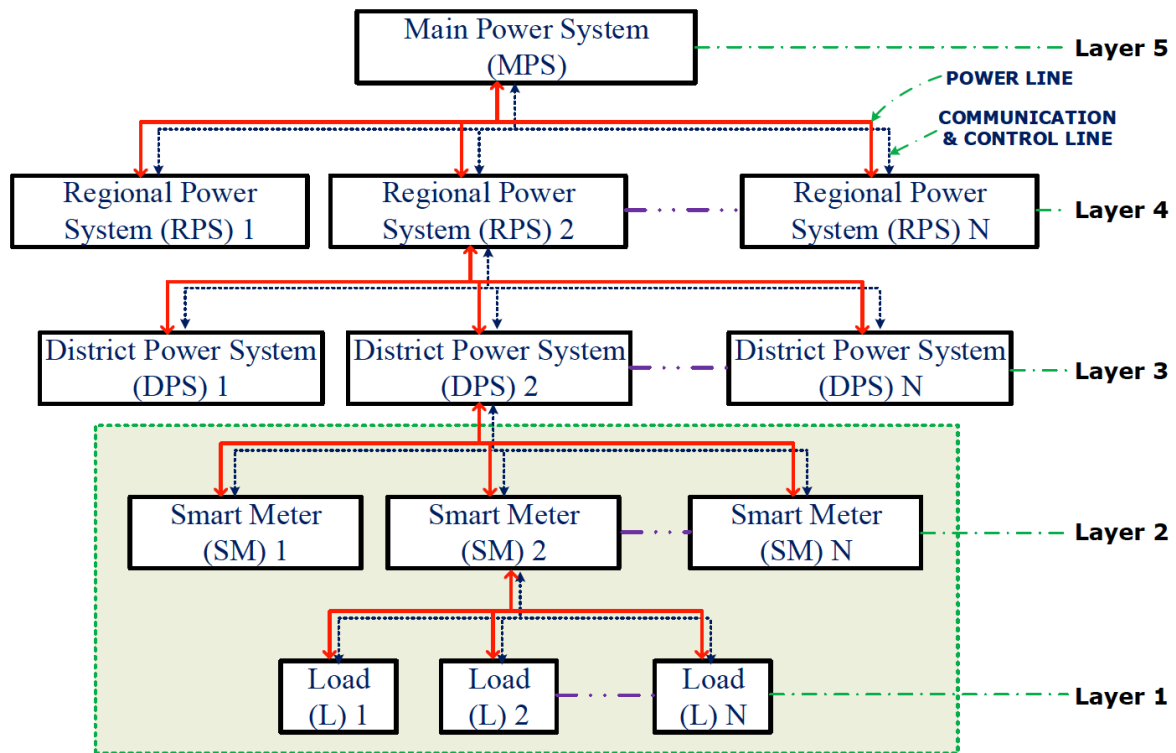 Main Power System
(MPS)
Layer 5
POWER LINE
COMMUNICATION
& CONTROL LINE
Regional Power
System (RPS) 1
Regional Power
System (RPS) 2
Regional Power
System (RPS) N
Layer 4
District Power System
(DPS) 1
District Power System
(DPS) 2
District Power System
(DPS) N
Layer 3
Smart Meter
(SM) 1
Smart Meter
(SM) 2
Smart Meter
(SM) N
Layer 2
Load
(L) 1
Load
(L) 2
Load
(L) N
Layer 1